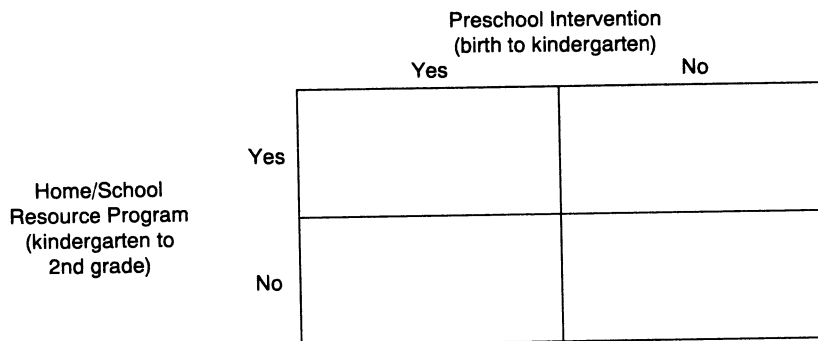 Preschool Intervention
(birth to kindergarten)
Yes
No
Yes
Home/School
Resource Program
(kindergarten to
2nd grade)
No